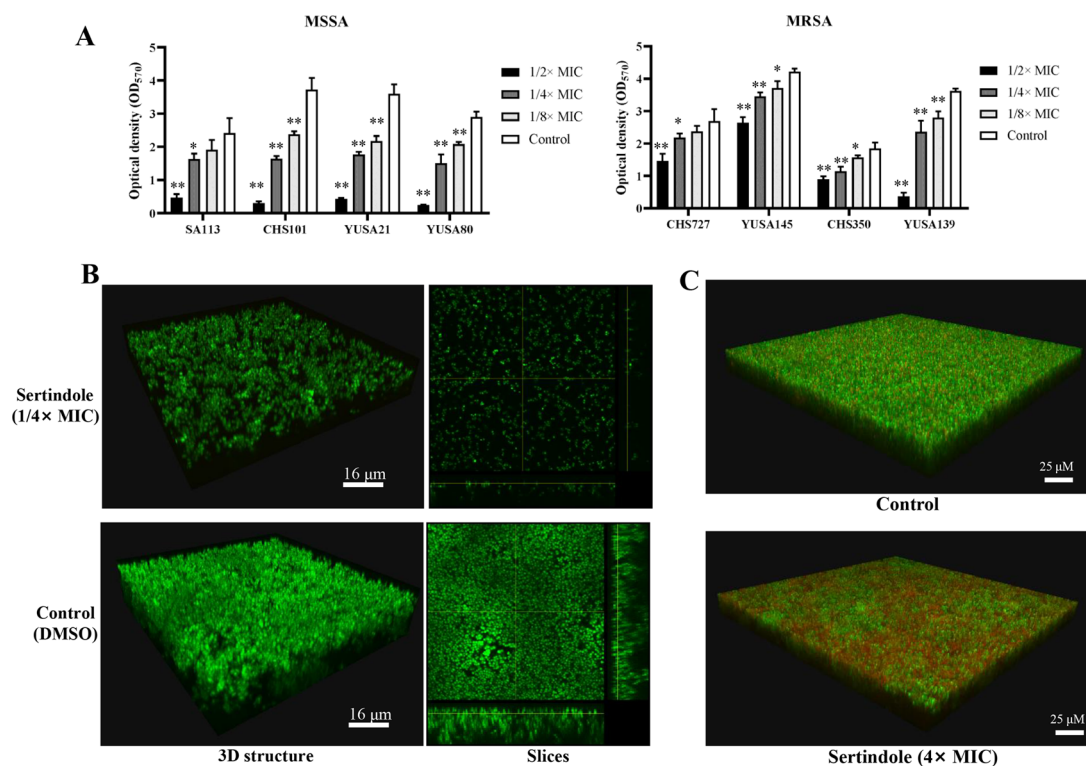 A
MSSA
Optical density (OD570)
5
4
3
2
1
0
** * ** ** ** ** ** ** ** ** **
SA113 CHS101 YUSA21 YUSA80
1/2× MIC
1/4× MIC
1/8× MIC
Control
MRSA
Optical density (OD570)
5
4
3
2
1
0
** * ** ** * ** ** * ** ** **
CHS727 YUSA145 CHS350 YUSA139
1/2× MIC
1/4× MIC
1/8× MIC
Control
B
Sertindole
(1/4× MIC)
16 μm
Control
(DMSO)
16 μm
3D structure
Slices
C
25 μM
Control
25 μM
Sertindole (4× MIC)